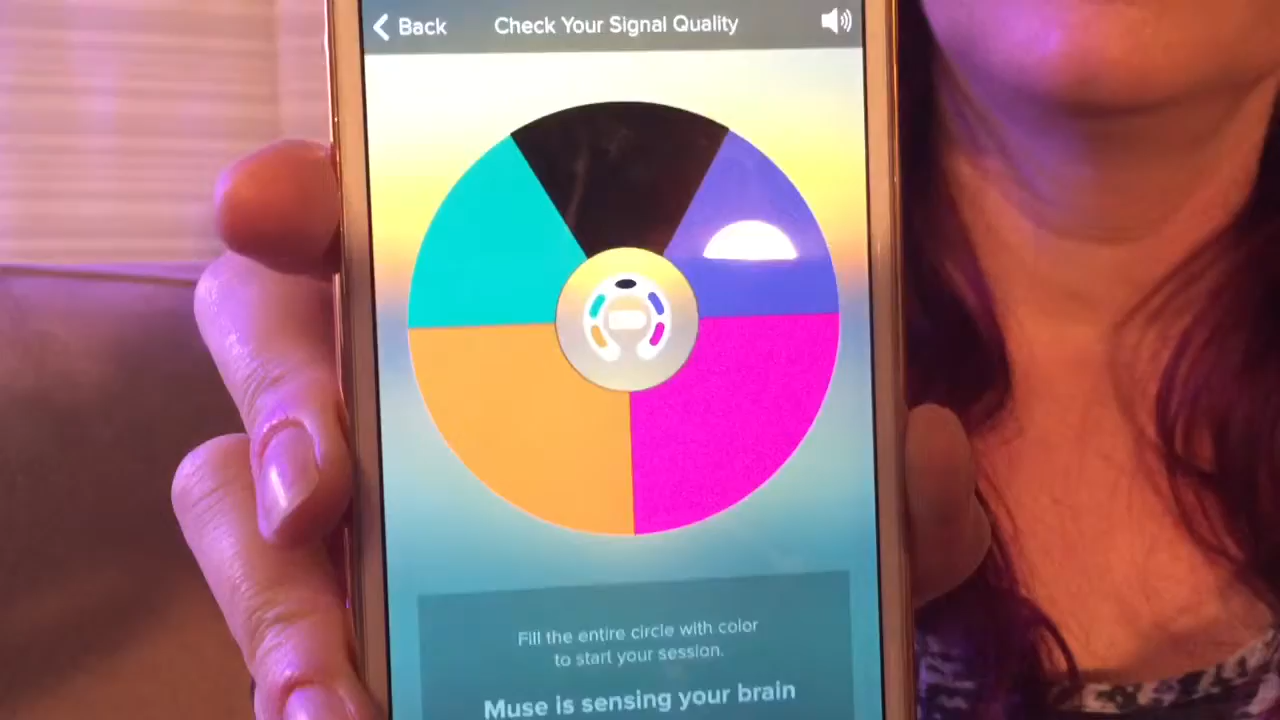 Back
Check Your Signal Quality
Fill the entire circle with color
to start your session.
Muse is sensing your brain